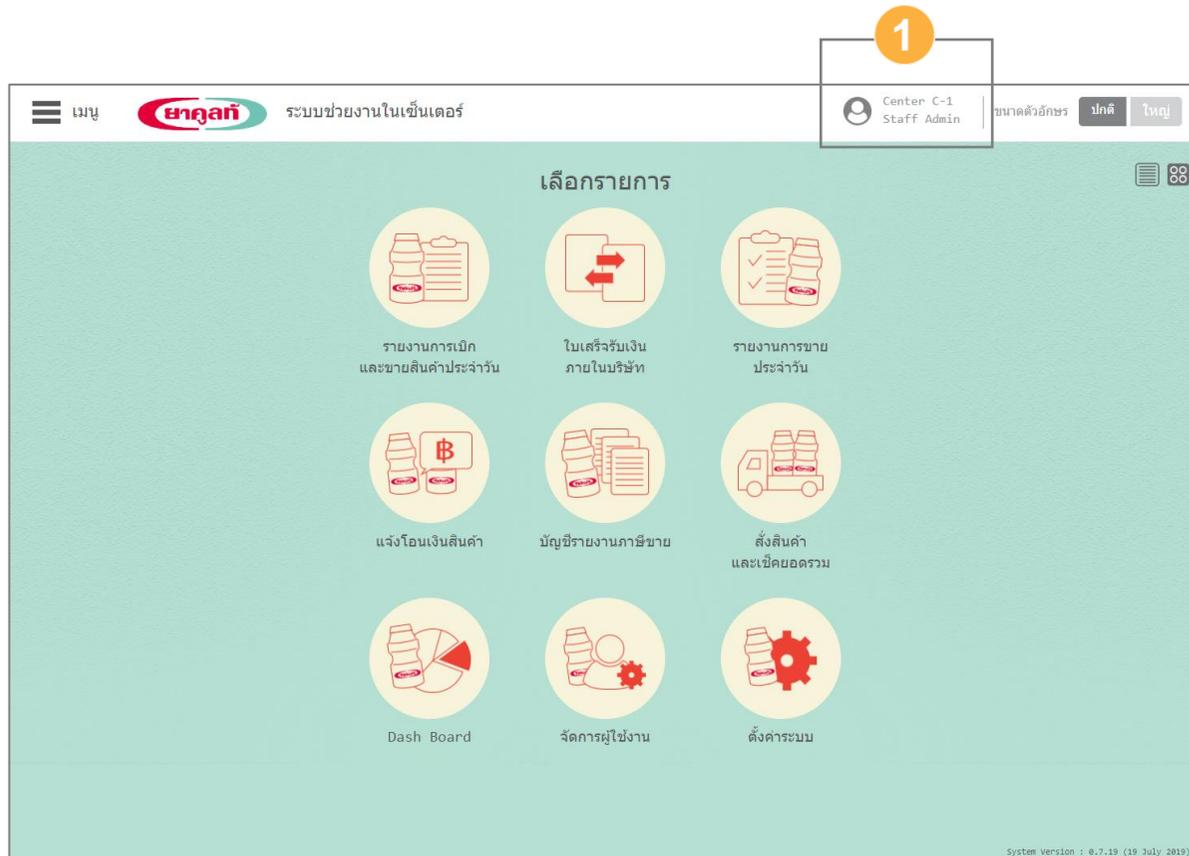 1
เมนู
ยาคูลท์
ระบบช่วยงานในเซ็นเตอร์
Center C-1
Staff Admin
ขนาดตัวอักษร
ปกติ
ใหญ่
เลือกรายการ
รายงานการเบิก
และขายสินค้าประจำวัน
ใบเสร็จรับเงิน
ภายในบริษัท
รายงานการขาย
ประจำวัน
แจ้งโอนเงินสินค้า
บัญชีรายงานภาษีขาย
สั่งสินค้า
และเช็คยอดรวม
Dash Board
จัดการผู้ใช้งาน
ตั้งค่าระบบ
System Version : 0.7.19 (19 July 2019)